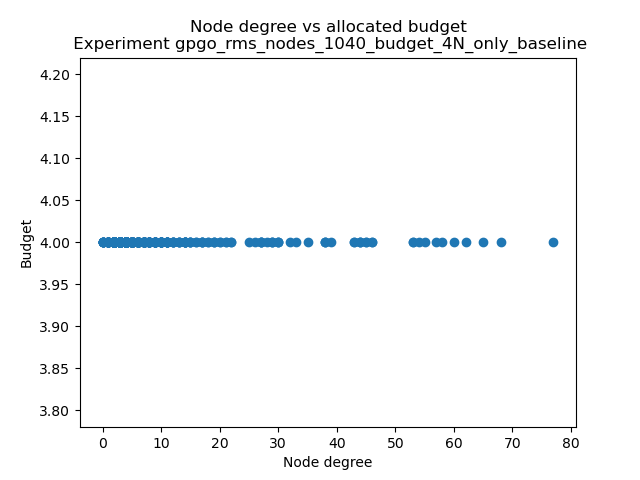 Node degree vs allocated budget
Experiment gpgo_rms_nodes_1040_budget_4N_only_baseline
4.20
4.15
4.10
4.05
4.00
3.95
3.90
3.85
3.80
Budget
0 10 20 30 40 50 60 70 80
Node degree